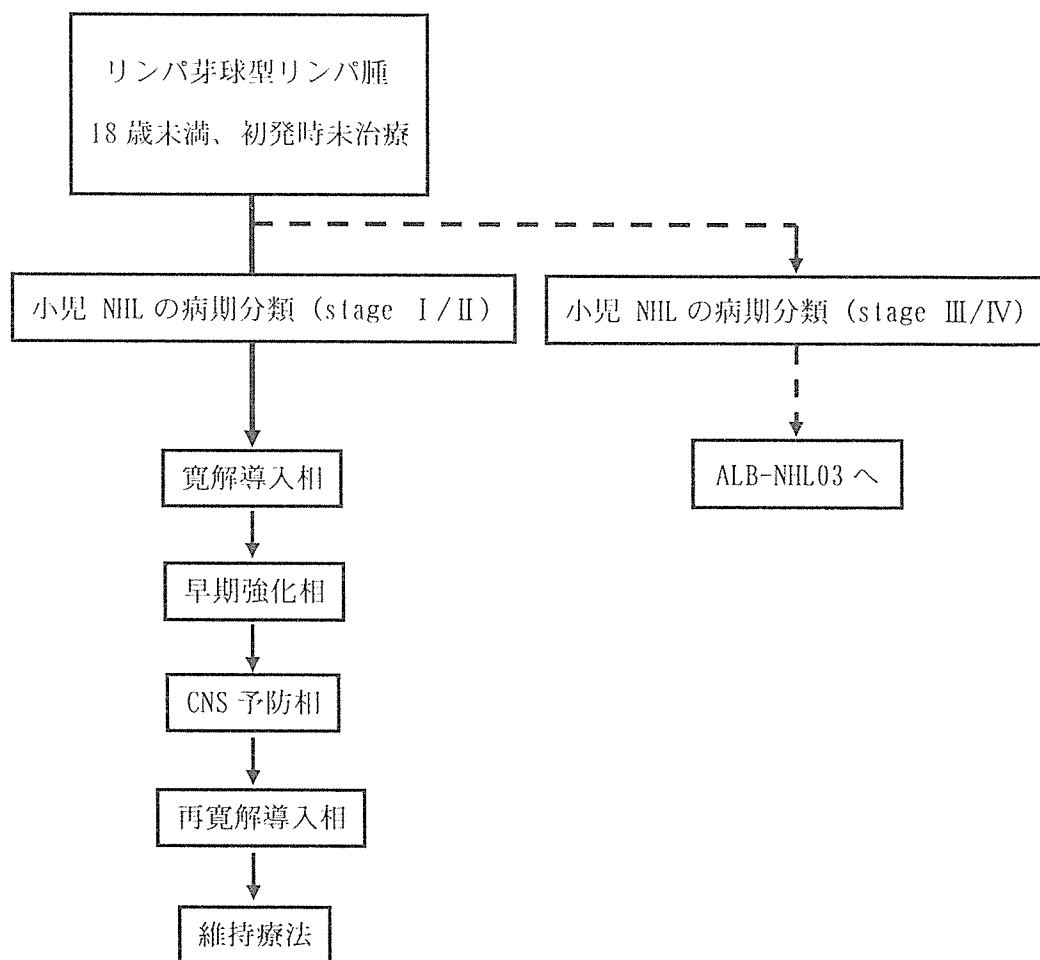 リンパ芽球型リンパ腫
18歳未満、初発時未治療
小児 NHL の病期分類 (stage Ⅰ/Ⅱ)
小児 NHL の病期分類 (stage Ⅲ/Ⅳ)
寛解導入相
ALB-NHL03 へ
早期強化相
CNS 予防相
再寛解導入相
維持療法